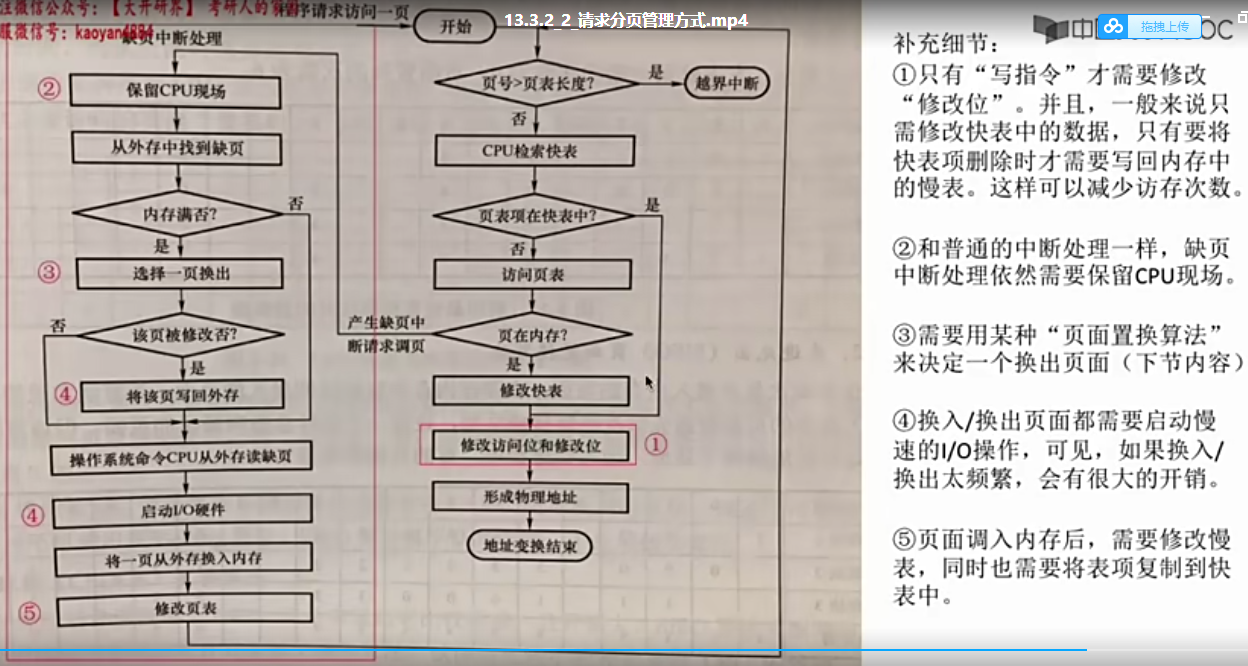 注微信公众号：【大开研界】 考研人的
服微信号：kaoyan
序请求访问一页
13.3.2_2_请求分页管理方式.mp4
拖拽上传
缺页中断处理
②
保留CPU现场
从外存中找到缺页
内存满否?
否
是
③
选择一页换出
否
该页被修改否?
是
④
将该页写回外存
操作系统命令CPU从外存读缺页
④
启动I/O硬件
将一页从外存换入内存
⑤
修改页表
产生缺页中
断请求调页
开始
页号>页表长度?
是
越界中断
否
CPU检索快表
页表项在快表中?
是
否
访问页表
页在内存?
是
修改快表
修改访问位和修改位
①
形成物理地址
地址变换结束
补充细节：
①只有“写指令”才需要修改
“修改位”。并且，一般来说只
需修改快表中的数据，只有要将
快表项删除时才需要写回内存中
的慢表。这样可以减少访存次数。
②和普通的中断处理一样，缺页
中断处理依然需要保留CPU现场。
③需要用某种“页面置换算法”
来决定一个换出页面（下节内容）
④换入/换出页面都需要启动慢
速的I/O操作，可见，如果换入/
换出太频繁，会有很大的开销。
⑤页面调入内存后，需要修改慢
表，同时也需要将表项复制到快
表中。